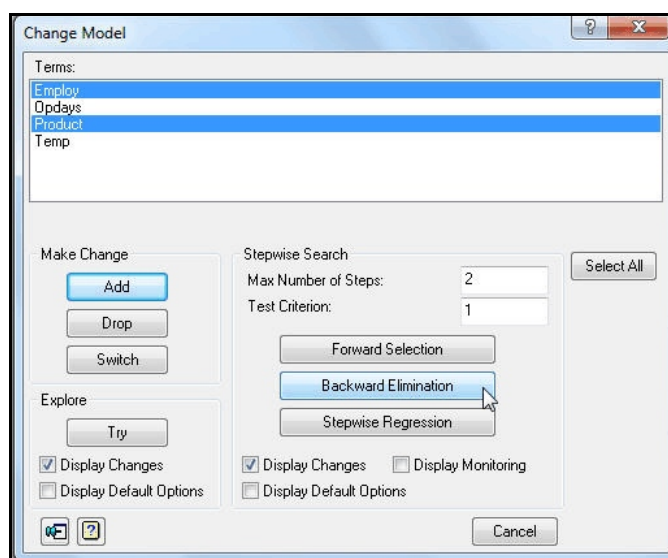 Change Model
Terms:
Employ
Opdays
Product
Temp
Make Change
Add
Drop
Switch
Explore
Try
Display Changes
Display Default Options
Stepwise Search
Max Number of Steps: 2
Test Criterion: 1
Forward Selection
Backward Elimination
Stepwise Regression
Display Changes Display Monitoring
Display Default Options
Select All
Cancel